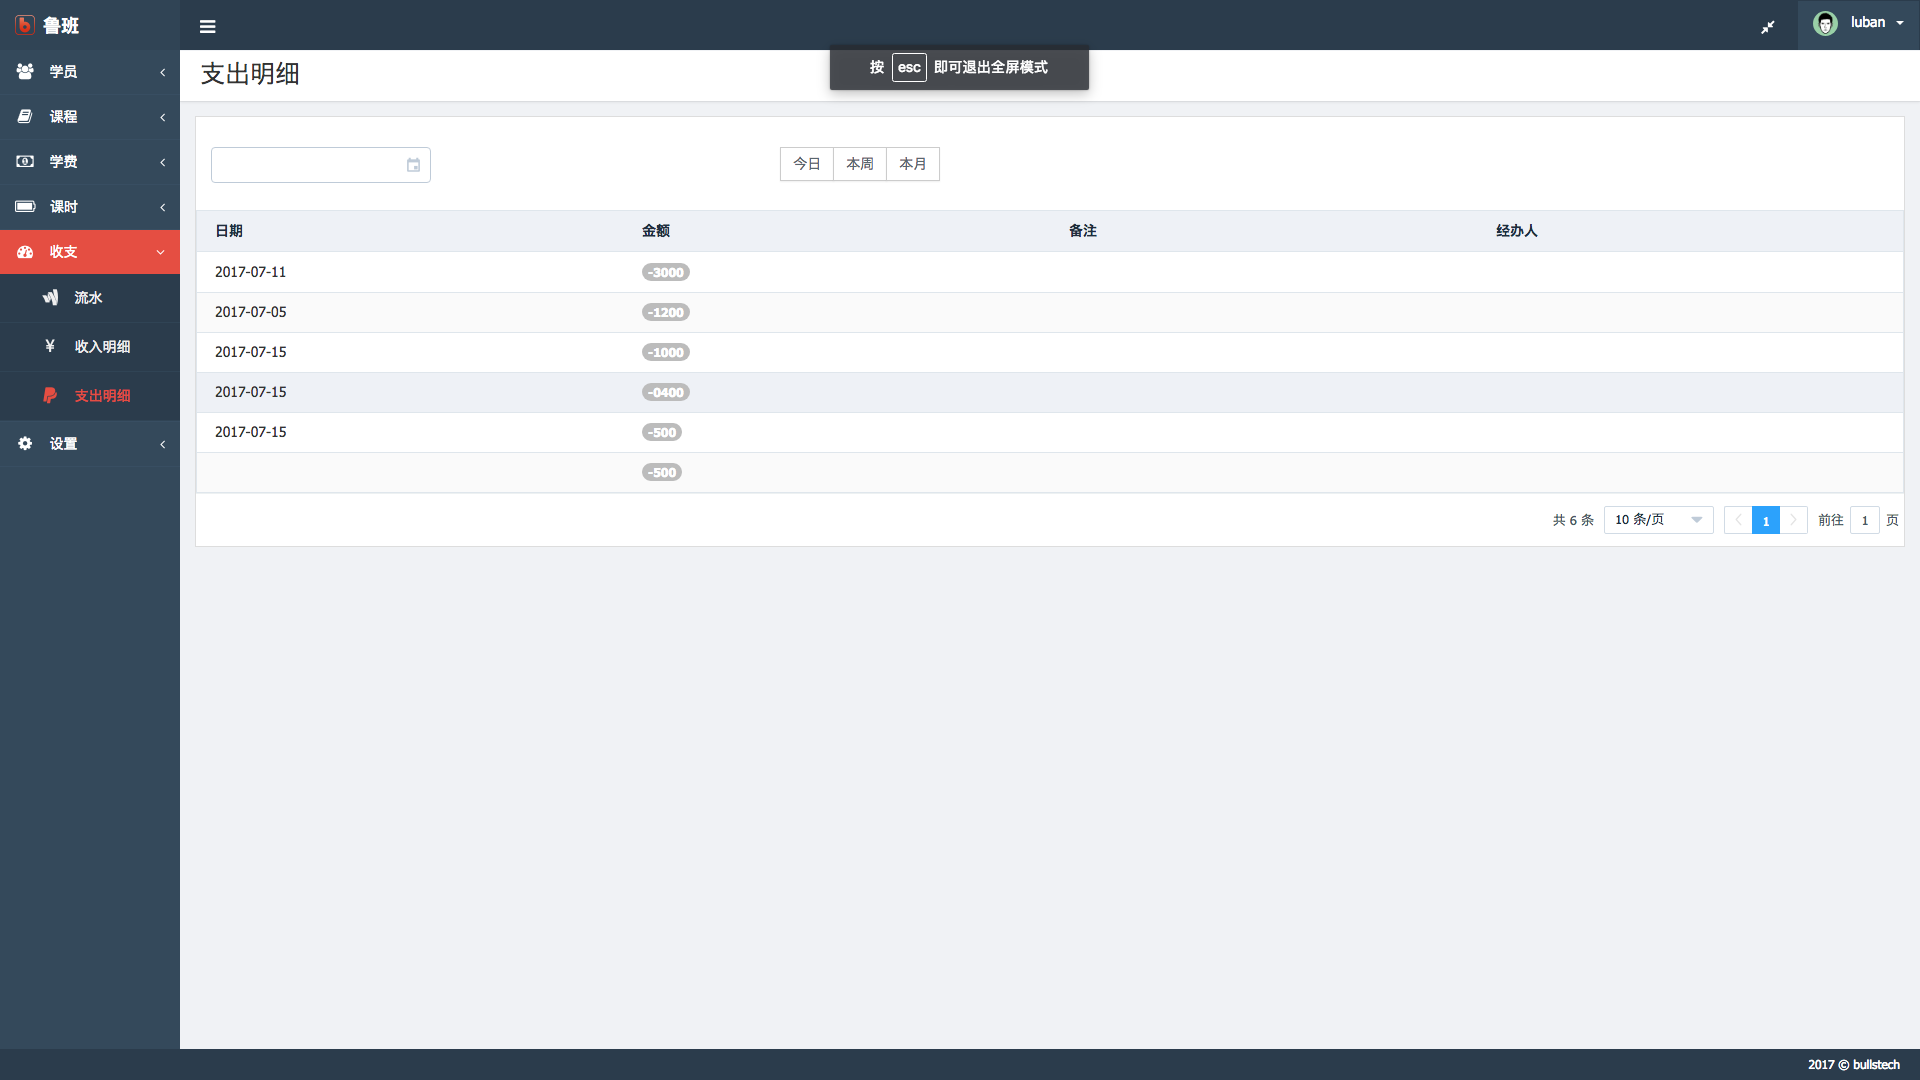 鲁班
luban
按 esc 即可退出全屏模式
学员
课程
学费
课时
收支
流水
¥ 收入明细
支出明细
设置
支出明细
今日 本周 本月
日期 金额 备注 经办人
2017-07-11 -3000
2017-07-05 -1200
2017-07-15 -1000
2017-07-15 -0400
2017-07-15 -500
-500
共 6 条 10 条/页 1 前往 1 页
2017 © bullstech